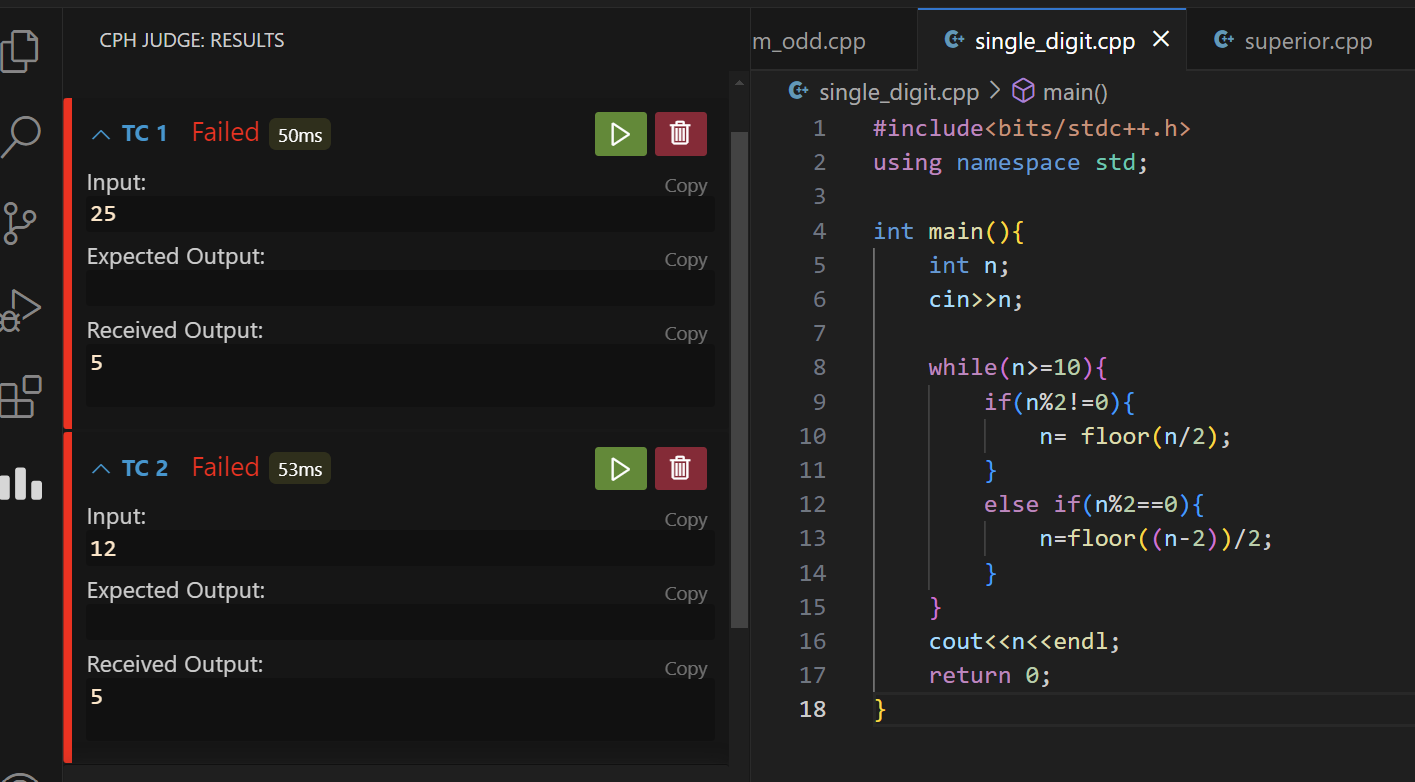 CPH JUDGE: RESULTS
TC 1 Failed 50ms
Input:
Copy
25
Expected Output:
Copy
Received Output:
Copy
5
TC 2 Failed 53ms
Input:
Copy
12
Expected Output:
Copy
Received Output:
Copy
5
m_odd.cpp
single_digit.cpp
superior.cpp
single_digit.cpp > main()
1 #include<bits/stdc++.h>
2 using namespace std;
3
4 int main(){
5 int n;
6 cin>>n;
7
8 while(n>=10){
9 if(n%2!=0){
10 n= floor(n/2);
11 }
12 else if(n%2==0){
13 n=floor((n-2))/2;
14 }
15 }
16 cout<<n<<endl;
17 return 0;
18 }